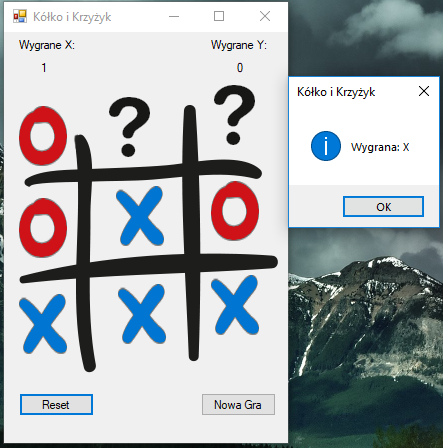 Kółko i Krzyżyk
Wygrane X:
Wygrane Y:
1
0
? ?
O
X
O
O
X
X
X
Reset
Nowa Gra
Kółko i Krzyżyk
Wygrana: X
OK